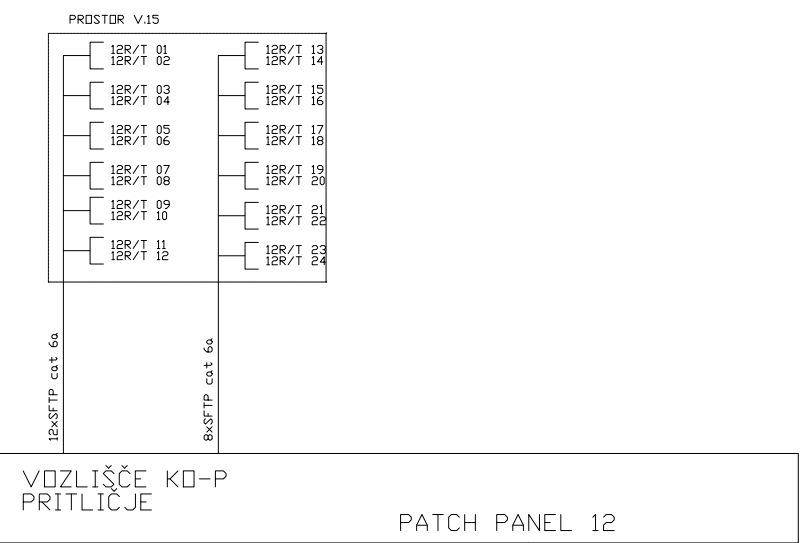 PROSTOR V.15
12R/T 01
12R/T 02
12R/T 03
12R/T 04
12R/T 05
12R/T 06
12R/T 07
12R/T 08
12R/T 09
12R/T 10
12R/T 11
12R/T 12
12R/T 13
12R/T 14
12R/T 15
12R/T 16
12R/T 17
12R/T 18
12R/T 19
12R/T 20
12R/T 21
12R/T 22
12R/T 23
12R/T 24
12xSFTP cat 6a
8xSFTP cat 6a
VOZLIŠČE KO-P
PRITLIČJE
PATCH PANEL 12